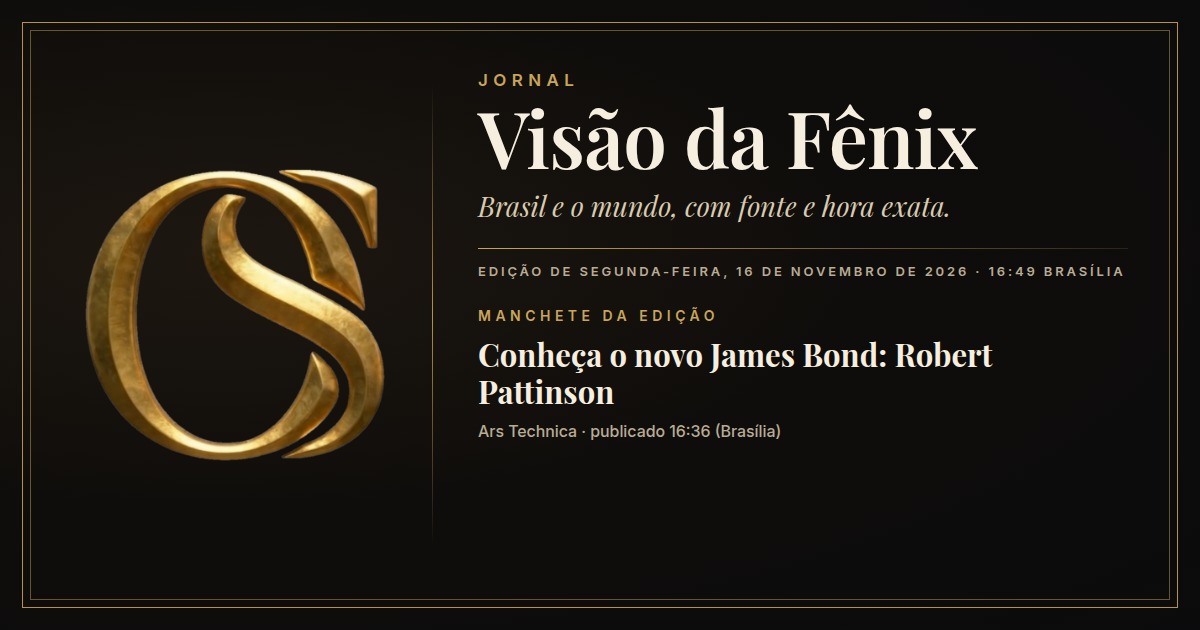 JORNAL
Visão da Fênix
Brasil e o mundo, com fonte e hora exata.
EDIÇÃO DE SEGUNDA-FEIRA, 16 DE NOVEMBRO DE 2026 · 16:49 BRASÍLIA
MANCHETE DA EDIÇÃO
Conheça o novo James Bond: Robert
Pattinson
Ars Technica · publicado 16:36 (Brasília)